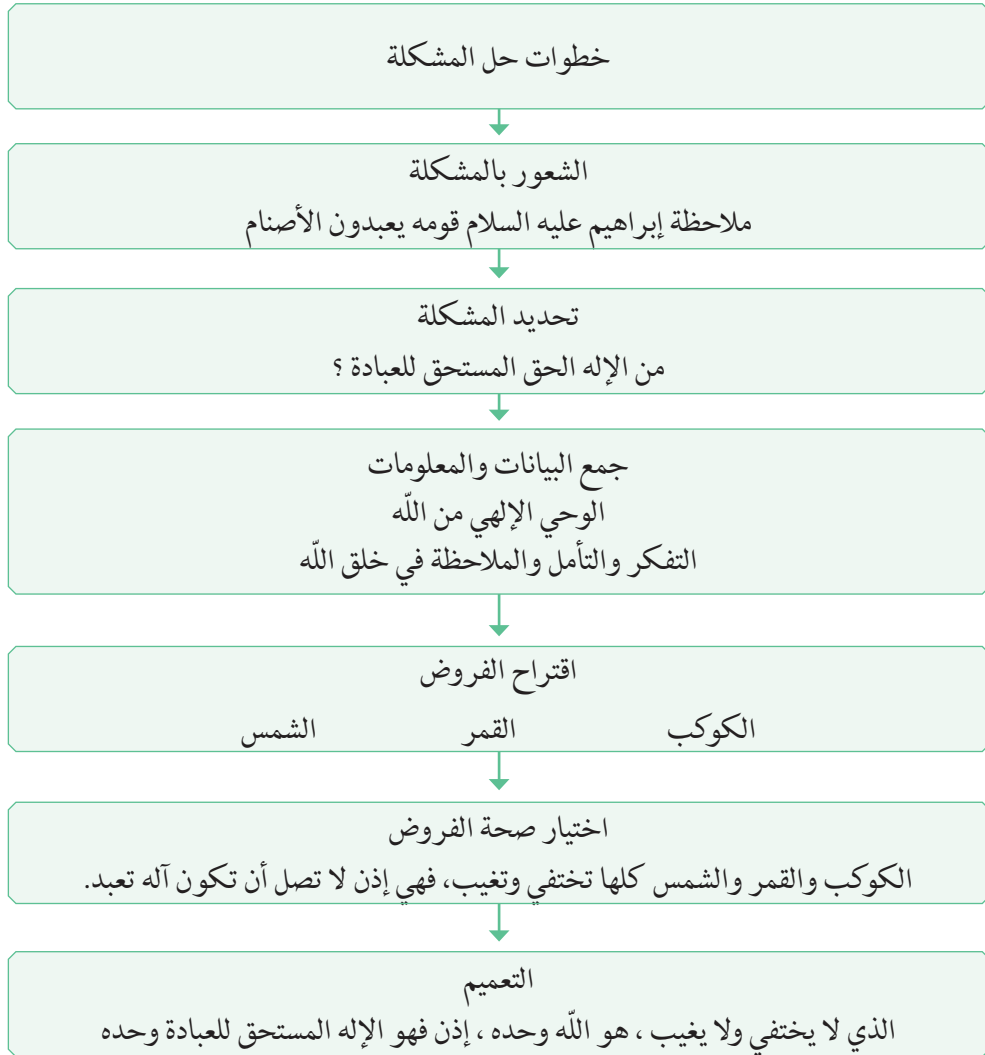 خطوات حل المشكلة
الشعور بالمشكلة
ملاحظة إبراهيم عليه السلام قومه يعبدون الأصنام
تحديد المشكلة
من الإله الحق المستحق للعبادة ؟
جمع البيانات والمعلومات
الوحي الإلهي من اللّه
التفكر والتأمل والملاحظة في خلق اللّه
اقتراح الفروض
الكوكب القمر الشمس
اختيار صحة الفروض
الكوكب والقمر والشمس كلها تختفي وتغيب، فهي إذن لا تصل أن تكون آله تعبد.
التعميم
الذي لا يختفي ولا يغيب ، هو اللّه وحده ، إذن فهو الإله المستحق للعبادة وحده